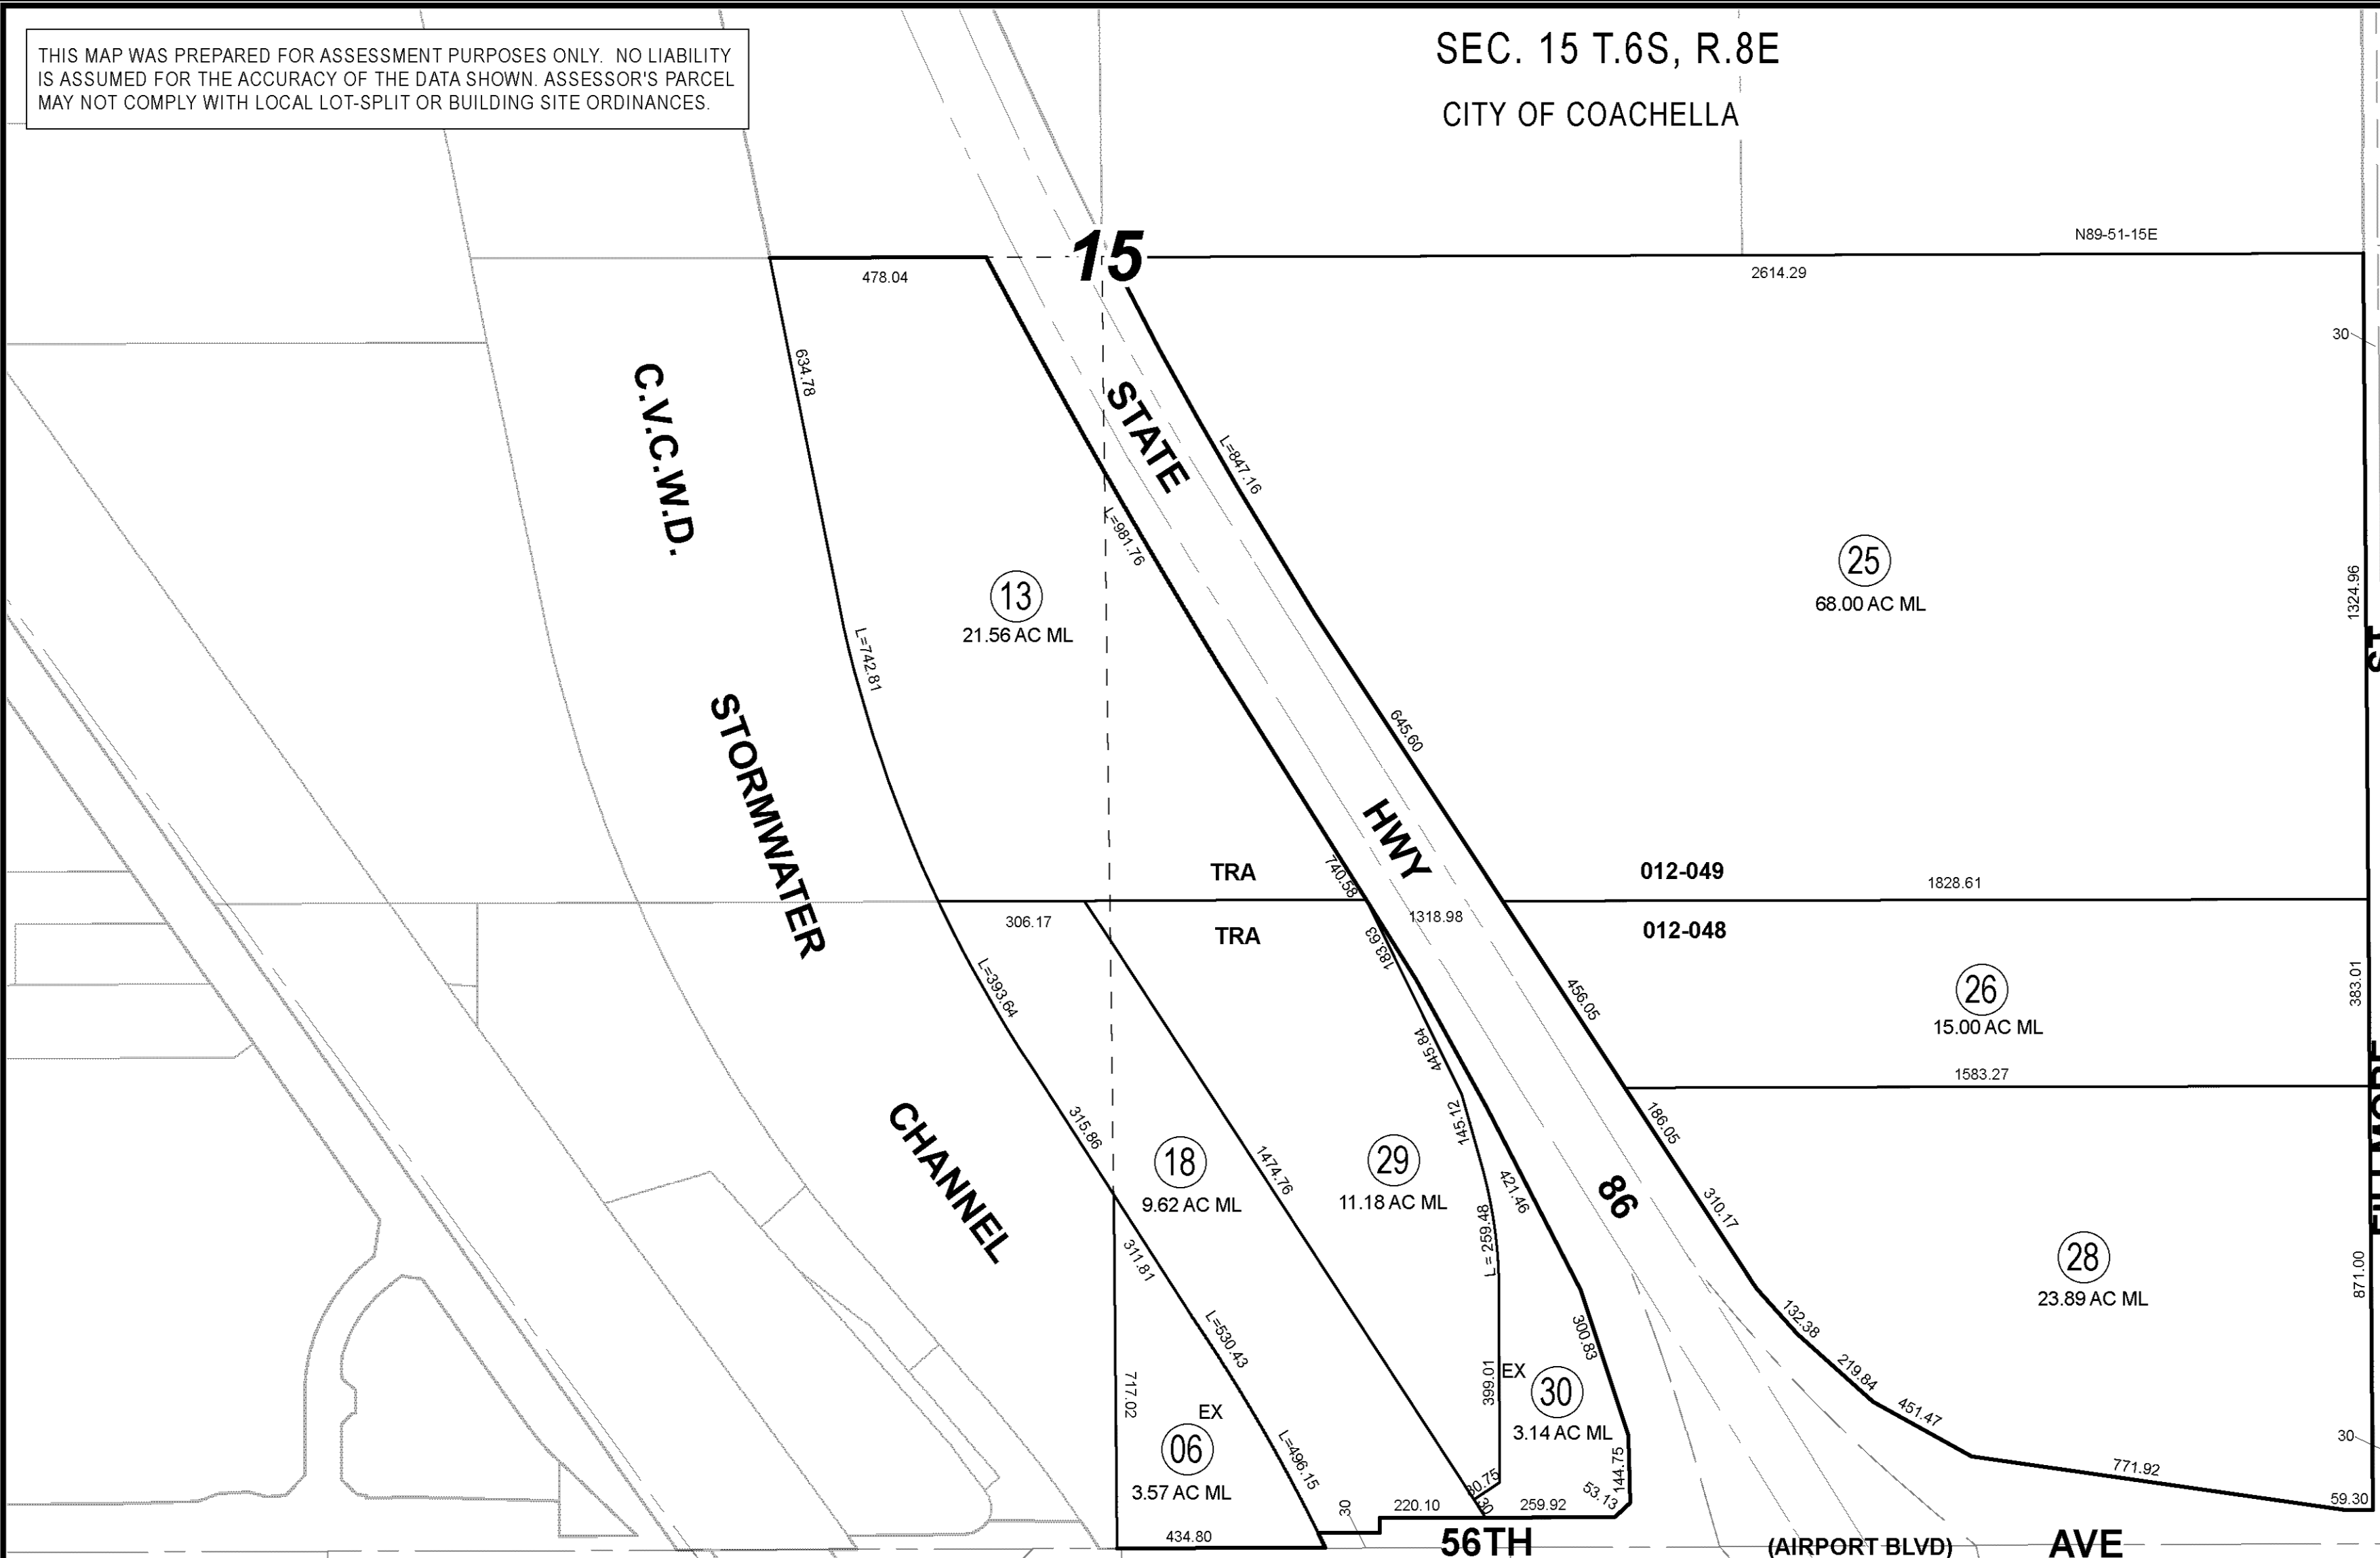 THIS MAP WAS PREPARED FOR ASSESSMENT PURPOSES ONLY. NO LIABILITY
IS ASSUMED FOR THE ACCURACY OF THE DATA SHOWN. ASSESSOR'S PARCEL
MAY NOT COMPLY WITH LOCAL LOT-SPLIT OR BUILDING SITE ORDINANCES.
SEC. 15 T.6S, R.8E
CITY OF COACHELLA
N89-51-15E
15
478.04
2614.29
30
634.78
C.V.C.W.D.
STATE
L=847.16
L=981.76
25
68.00 AC ML
1324.96
13
21.56 AC ML
L=742.81
ST
645.60
STORMWATER
HWY
TRA
740.58
012-049
1828.61
306.17
1318.98
TRA
183.63
012-048
L=393.64
456.05
26
15.00 AC ML
383.01
445.84
1583.27
315.86
145.12
186.05
CHANNEL
18
9.62 AC ML
1474.76
29
11.18 AC ML
421.46
86
310.17
L = 259.48
311.81
28
23.89 AC ML
871.00
L=530.43
300.83
132.38
717.02
399.01
EX
30
3.14 AC ML
219.84
451.47
EX
06
3.57 AC ML
L=496.15
30
771.92
30.75
144.75
53.13
59.30
30
220.10
30
259.92
434.80
56TH
(AIRPORT BLVD)
AVE